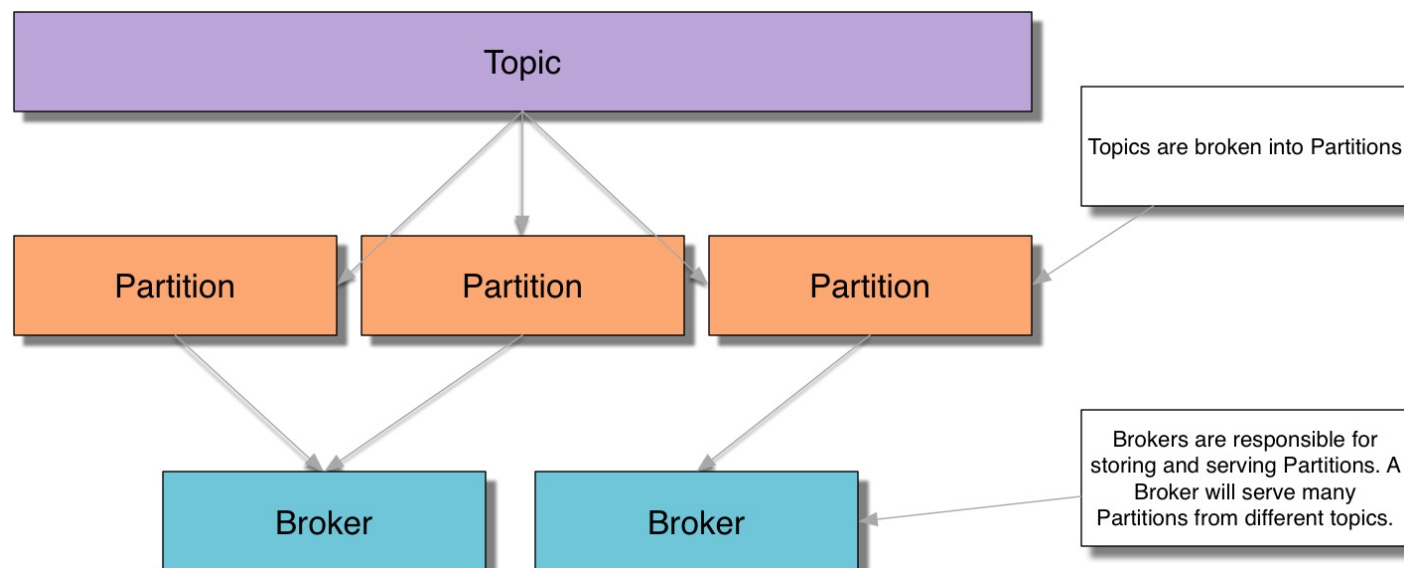 Topic
Topics are broken into Partitions
Partition
Partition
Partition
Brokers are responsible for
storing and serving Partitions. A
Broker will serve many
Partitions from different topics.
Broker
Broker